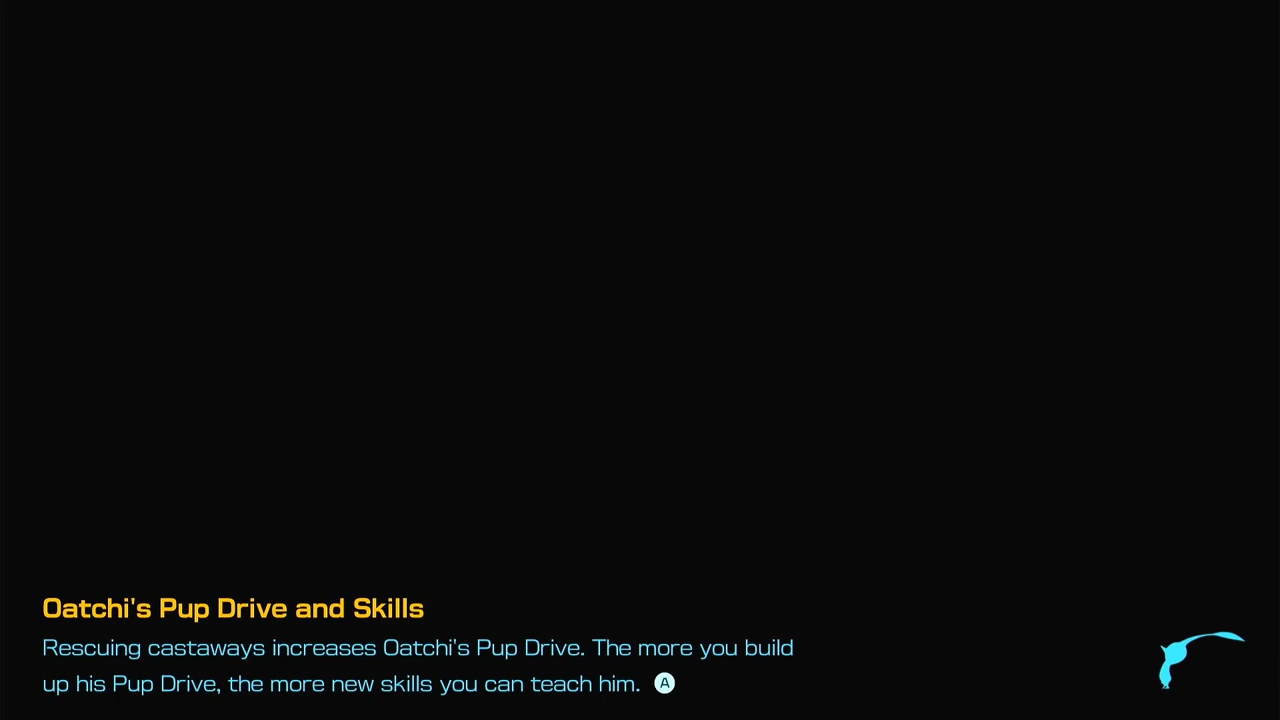 Oatchi's Pup Drive and Skills
Rescuing castaways increases Oatchi's Pup Drive. The more you build
up his Pup Drive, the more new skills you can teach him. A